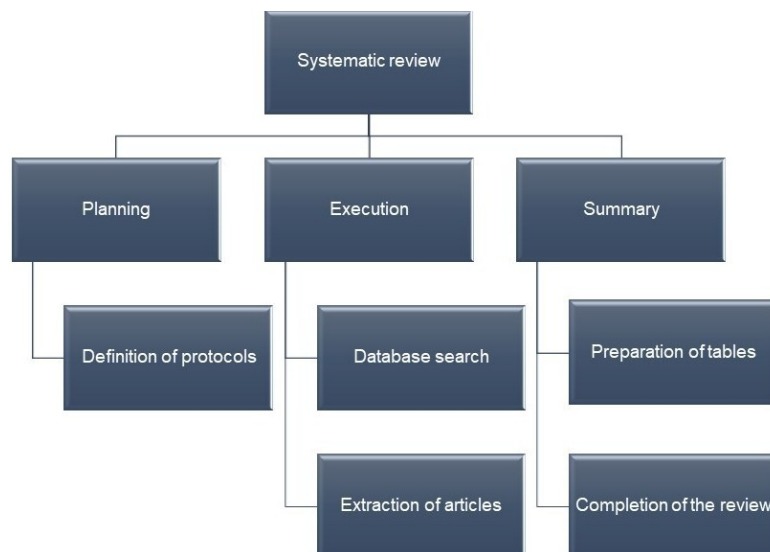 Systematic review
Planning
Execution
Summary
Definition of protocols
Database search
Preparation of tables
Extraction of articles
Completion of the review